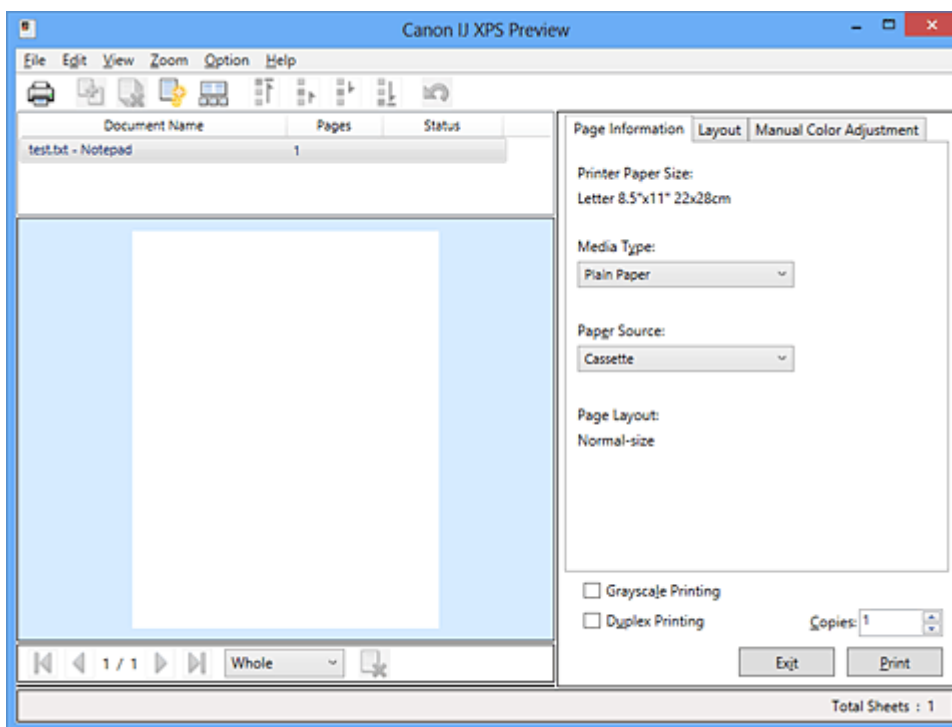 Canon IJ XPS Preview
File Edit View Zoom Option Help
Document Name Pages Status
test.txt - Notepad 1
Page Information Layout Manual Color Adjustment
Printer Paper Size:
Letter 8.5"x11" 22x28cm
Media Type:
Plain Paper
Paper Source:
Cassette
Page Layout:
Normal-size
Grayscale Printing
Duplex Printing Copies: 1
1 / 1 Whole Exit Print
Total Sheets : 1